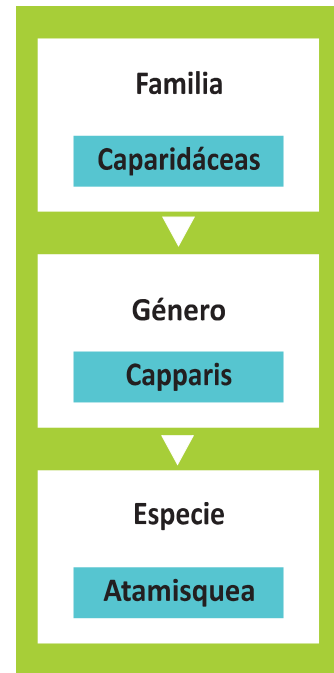 Familia
Caparidáceas
Género
Capparis
Especie
Atamisquea